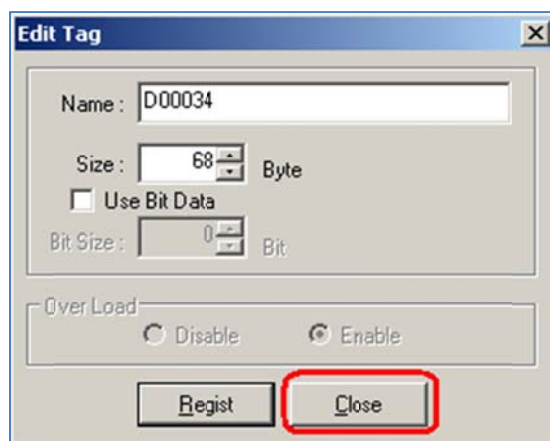 Edit Tag
Name : D00034
Size : 68 Byte
Use Bit Data
Bit Size : 0 Bit
Over Load
Disable Enable
Regist Close